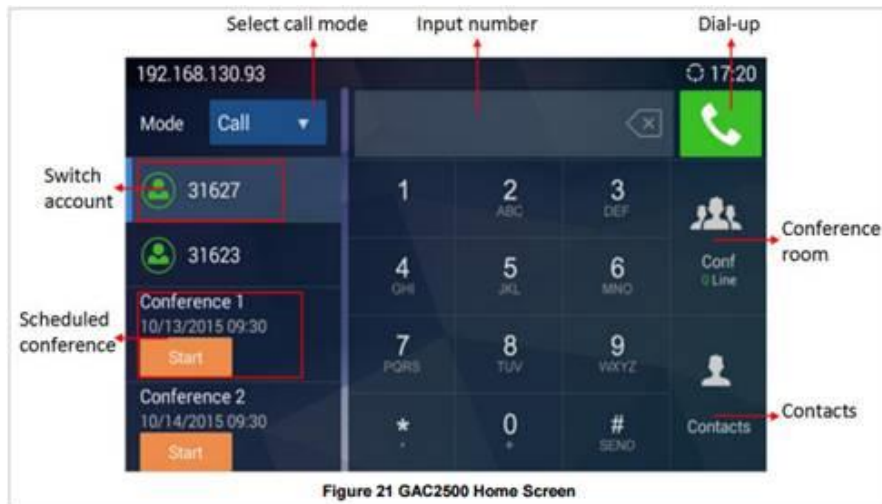 Select call mode
Input number
Dial-up
192.168.130.93
17:20
Mode
Call
Switch
account
31627
1
2
ABC
3
DEF
Conference
room
31623
4
GHI
5
JKL
6
MNO
Conf
0 Line
Scheduled
conference
Conference 1
10/13/2015 09:30
Start
7
PQRS
8
TUV
9
WXYZ
Conference 2
10/14/2015 09:30
Start
*
0
+
#
SEND
Contacts
Contacts
Figure 21 GAC2500 Home Screen